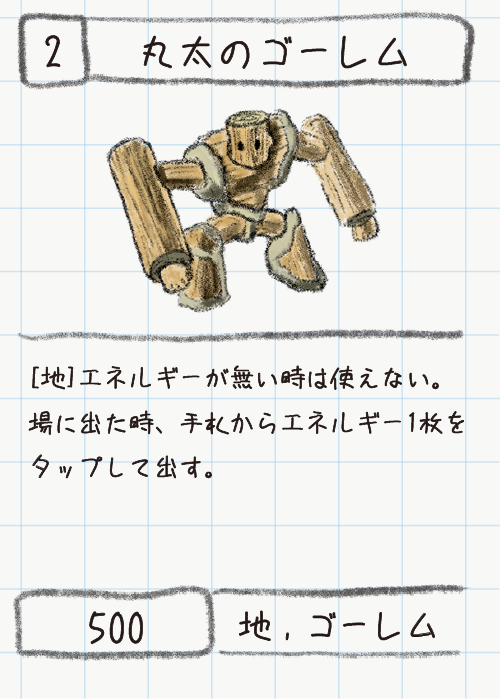 2
丸太のゴーレム
[地]エネルギーが無い時は使えない。
場に出た時、手札からエネルギー1枚を
タップして出す。
500
地，ゴーレム